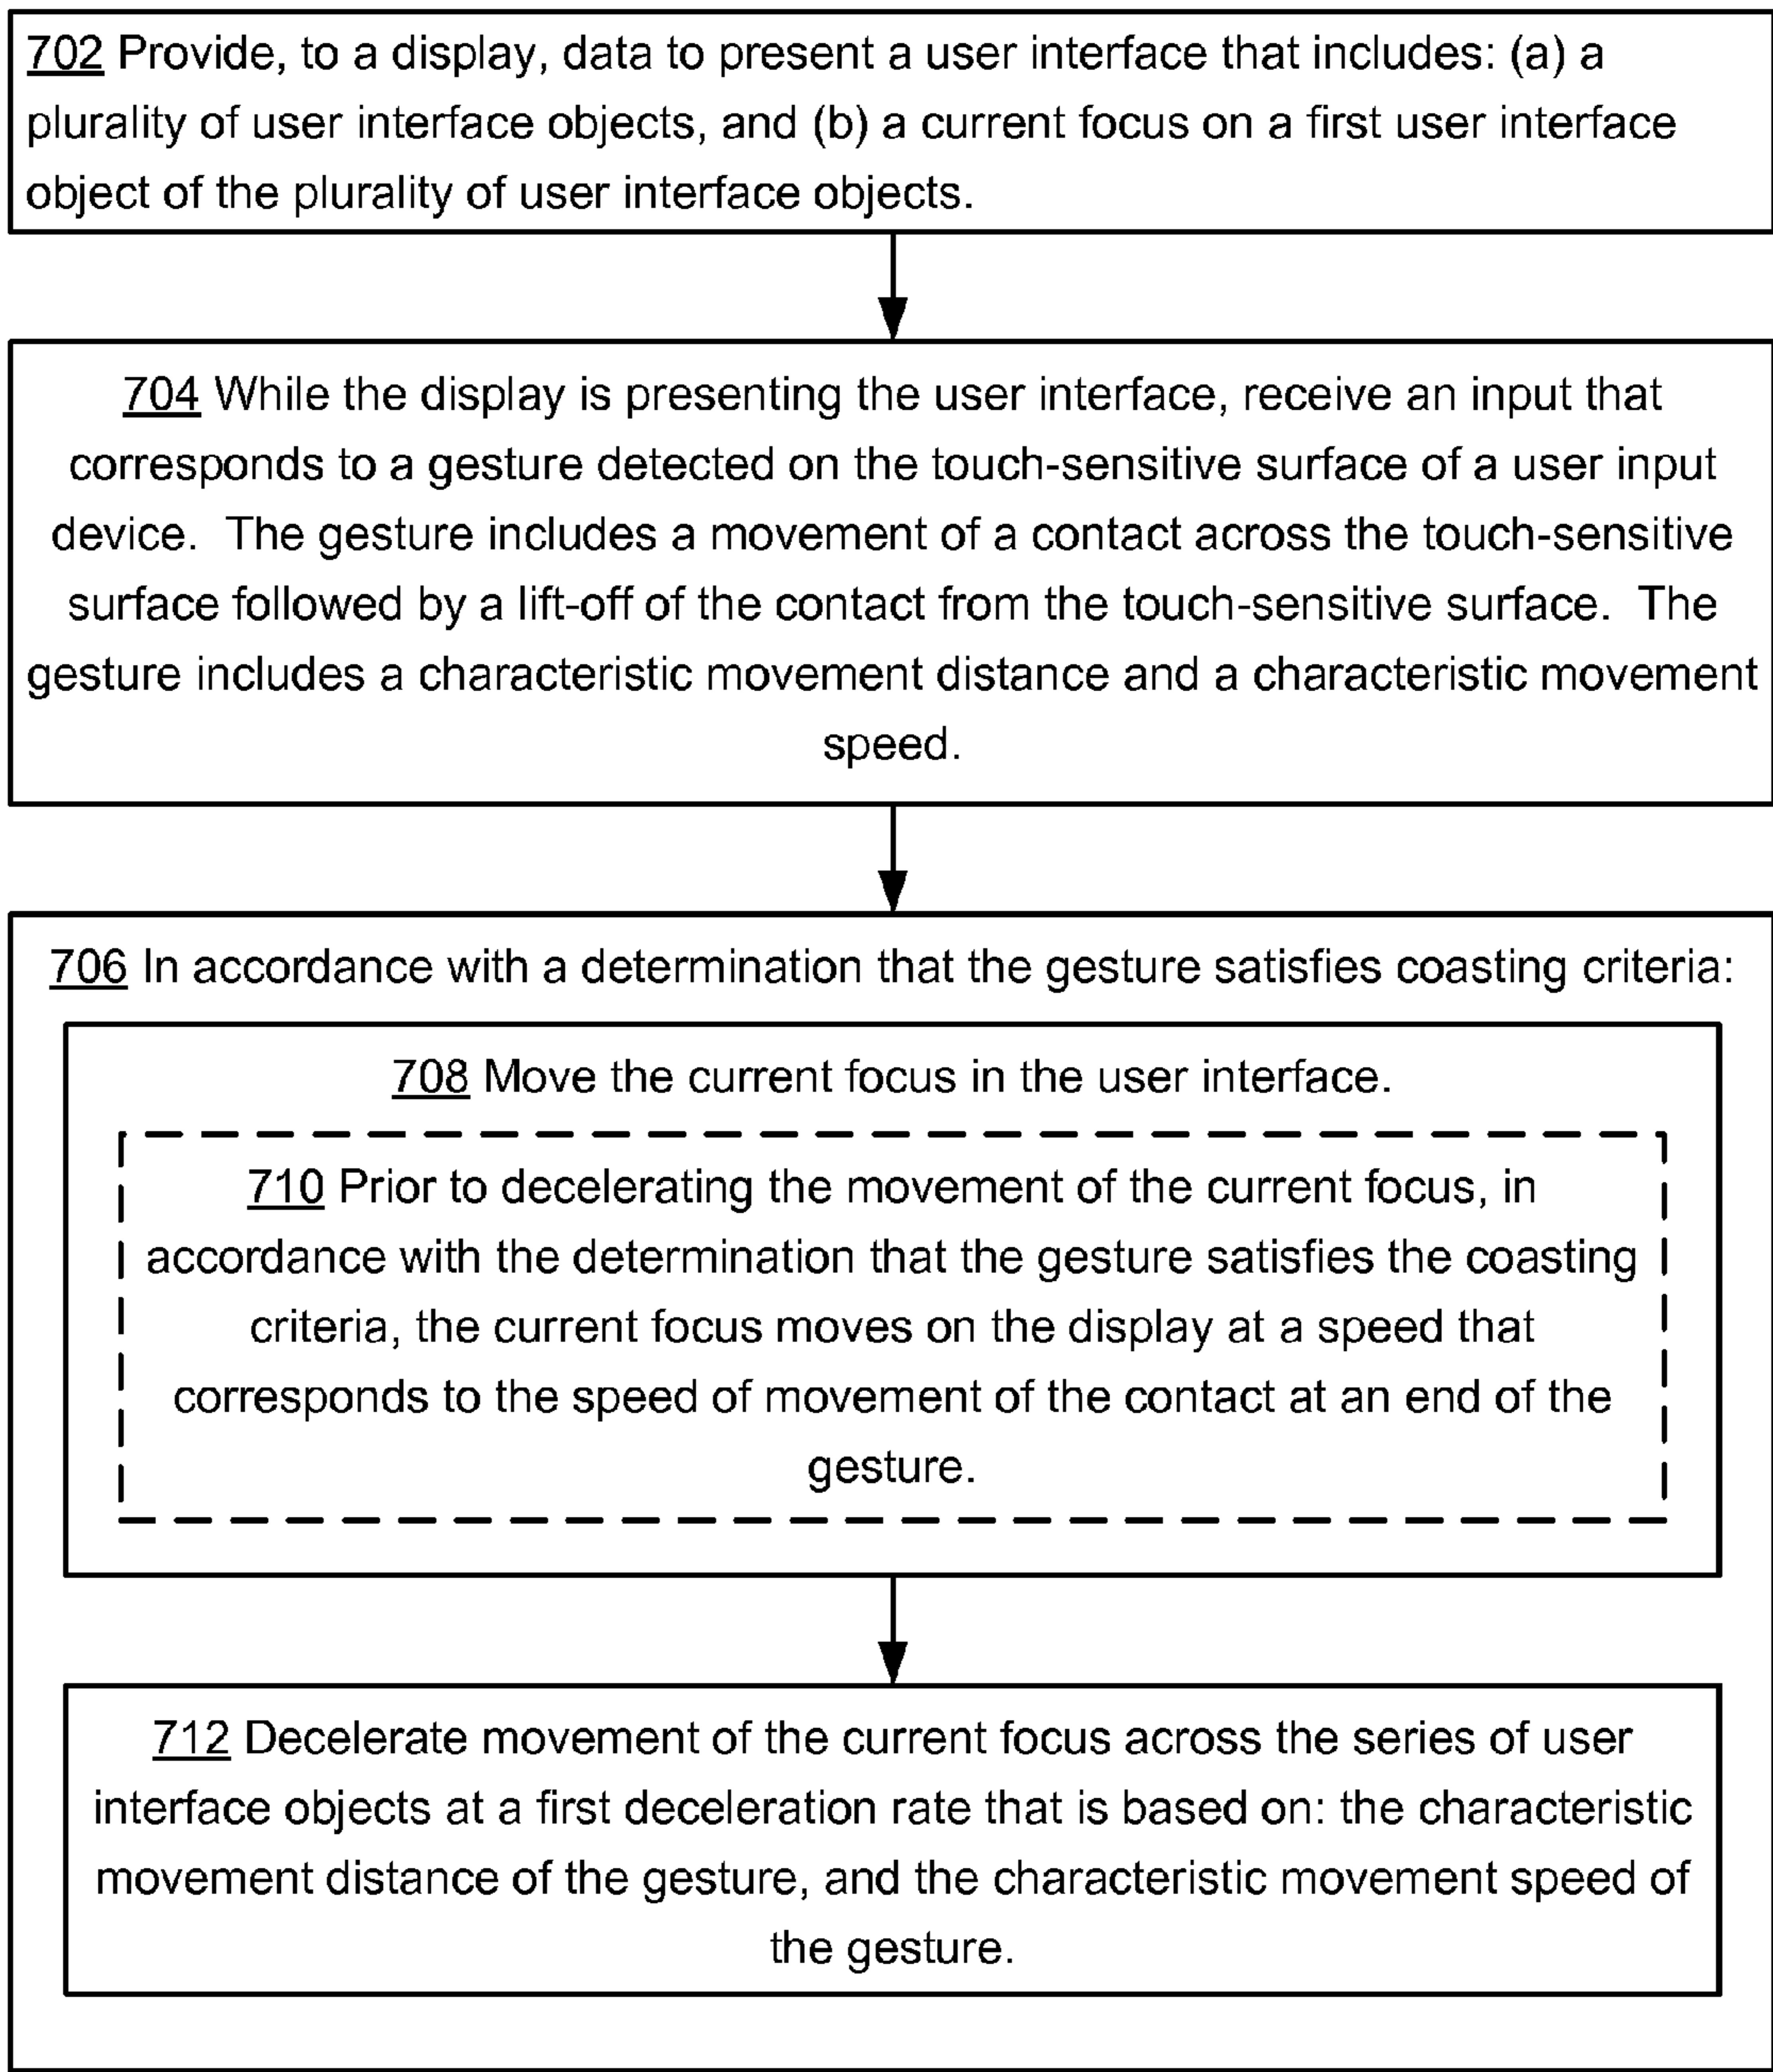 702 Provide, to a display, data to present a user interface that includes: (a) a
plurality of user interface objects, and (b) a current focus on a first user interface
object of the plurality of user interface objects.
704 While the display is presenting the user interface, receive an input that
corresponds to a gesture detected on the touch-sensitive surface of a user input
device.  The gesture includes a movement of a contact across the touch-sensitive
surface followed by a lift-off of the contact from the touch-sensitive surface.  The
gesture includes a characteristic movement distance and a characteristic movement
speed.
706 In accordance with a determination that the gesture satisfies coasting criteria:
708 Move the current focus in the user interface.
710 Prior to decelerating the movement of the current focus, in
accordance with the determination that the gesture satisfies the coasting
criteria, the current focus moves on the display at a speed that
corresponds to the speed of movement of the contact at an end of the
gesture.
712 Decelerate movement of the current focus across the series of user
interface objects at a first deceleration rate that is based on: the characteristic
movement distance of the gesture, and the characteristic movement speed of
the gesture.